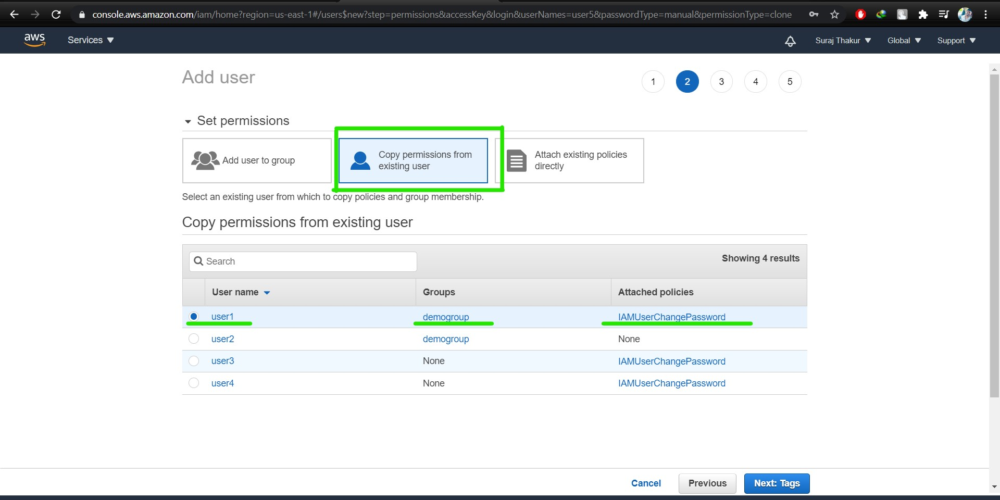 console.aws.amazon.com/iam/home?region=us-east-1#/users$new?step=permissions&accessKey&login&userNames=user5&passwordType=manual&permissionType=clone
aws Services Suraj Thakur Global Support
Add user 1 2 3 4 5
Set permissions
Add user to group
Copy permissions from
existing user
Attach existing policies
directly
Select an existing user from which to copy policies and group membership.
Copy permissions from existing user
Search Showing 4 results
User name Groups Attached policies
user1 demogroup IAMUserChangePassword
user2 demogroup None
user3 None IAMUserChangePassword
user4 None IAMUserChangePassword
Cancel Previous Next: Tags